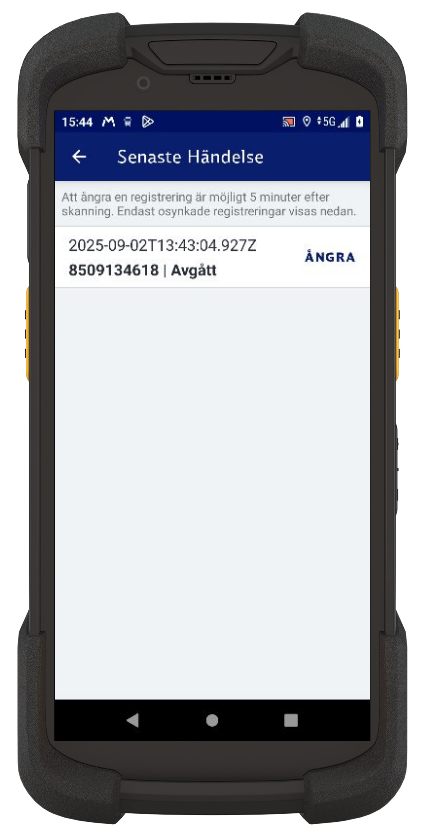 15:44 5G
Senaste Händelse
Att ångra en registrering är möjligt 5 minuter efter
skanning. Endast osynkade registreringar visas nedan.
2025-09-02T13:43:04.927Z
8509134618 | Avgått
ÅNGRA